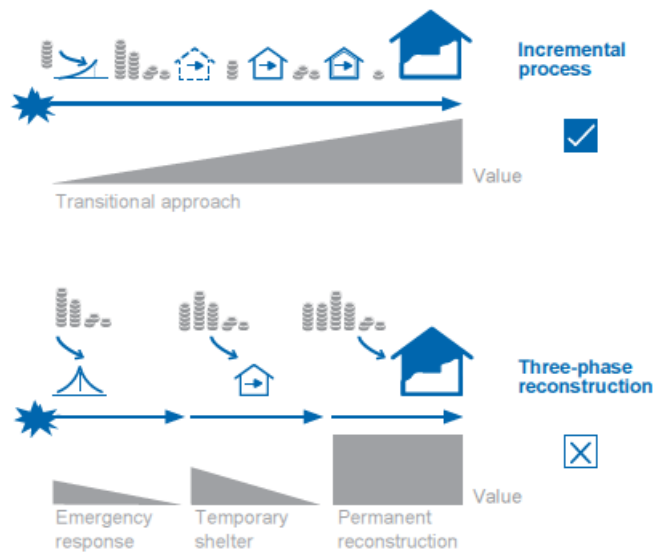 Incremental
process
Value
Transitional approach
Three-phase
reconstruction
Value
Emergency
response
Temporary
shelter
Permanent
reconstruction